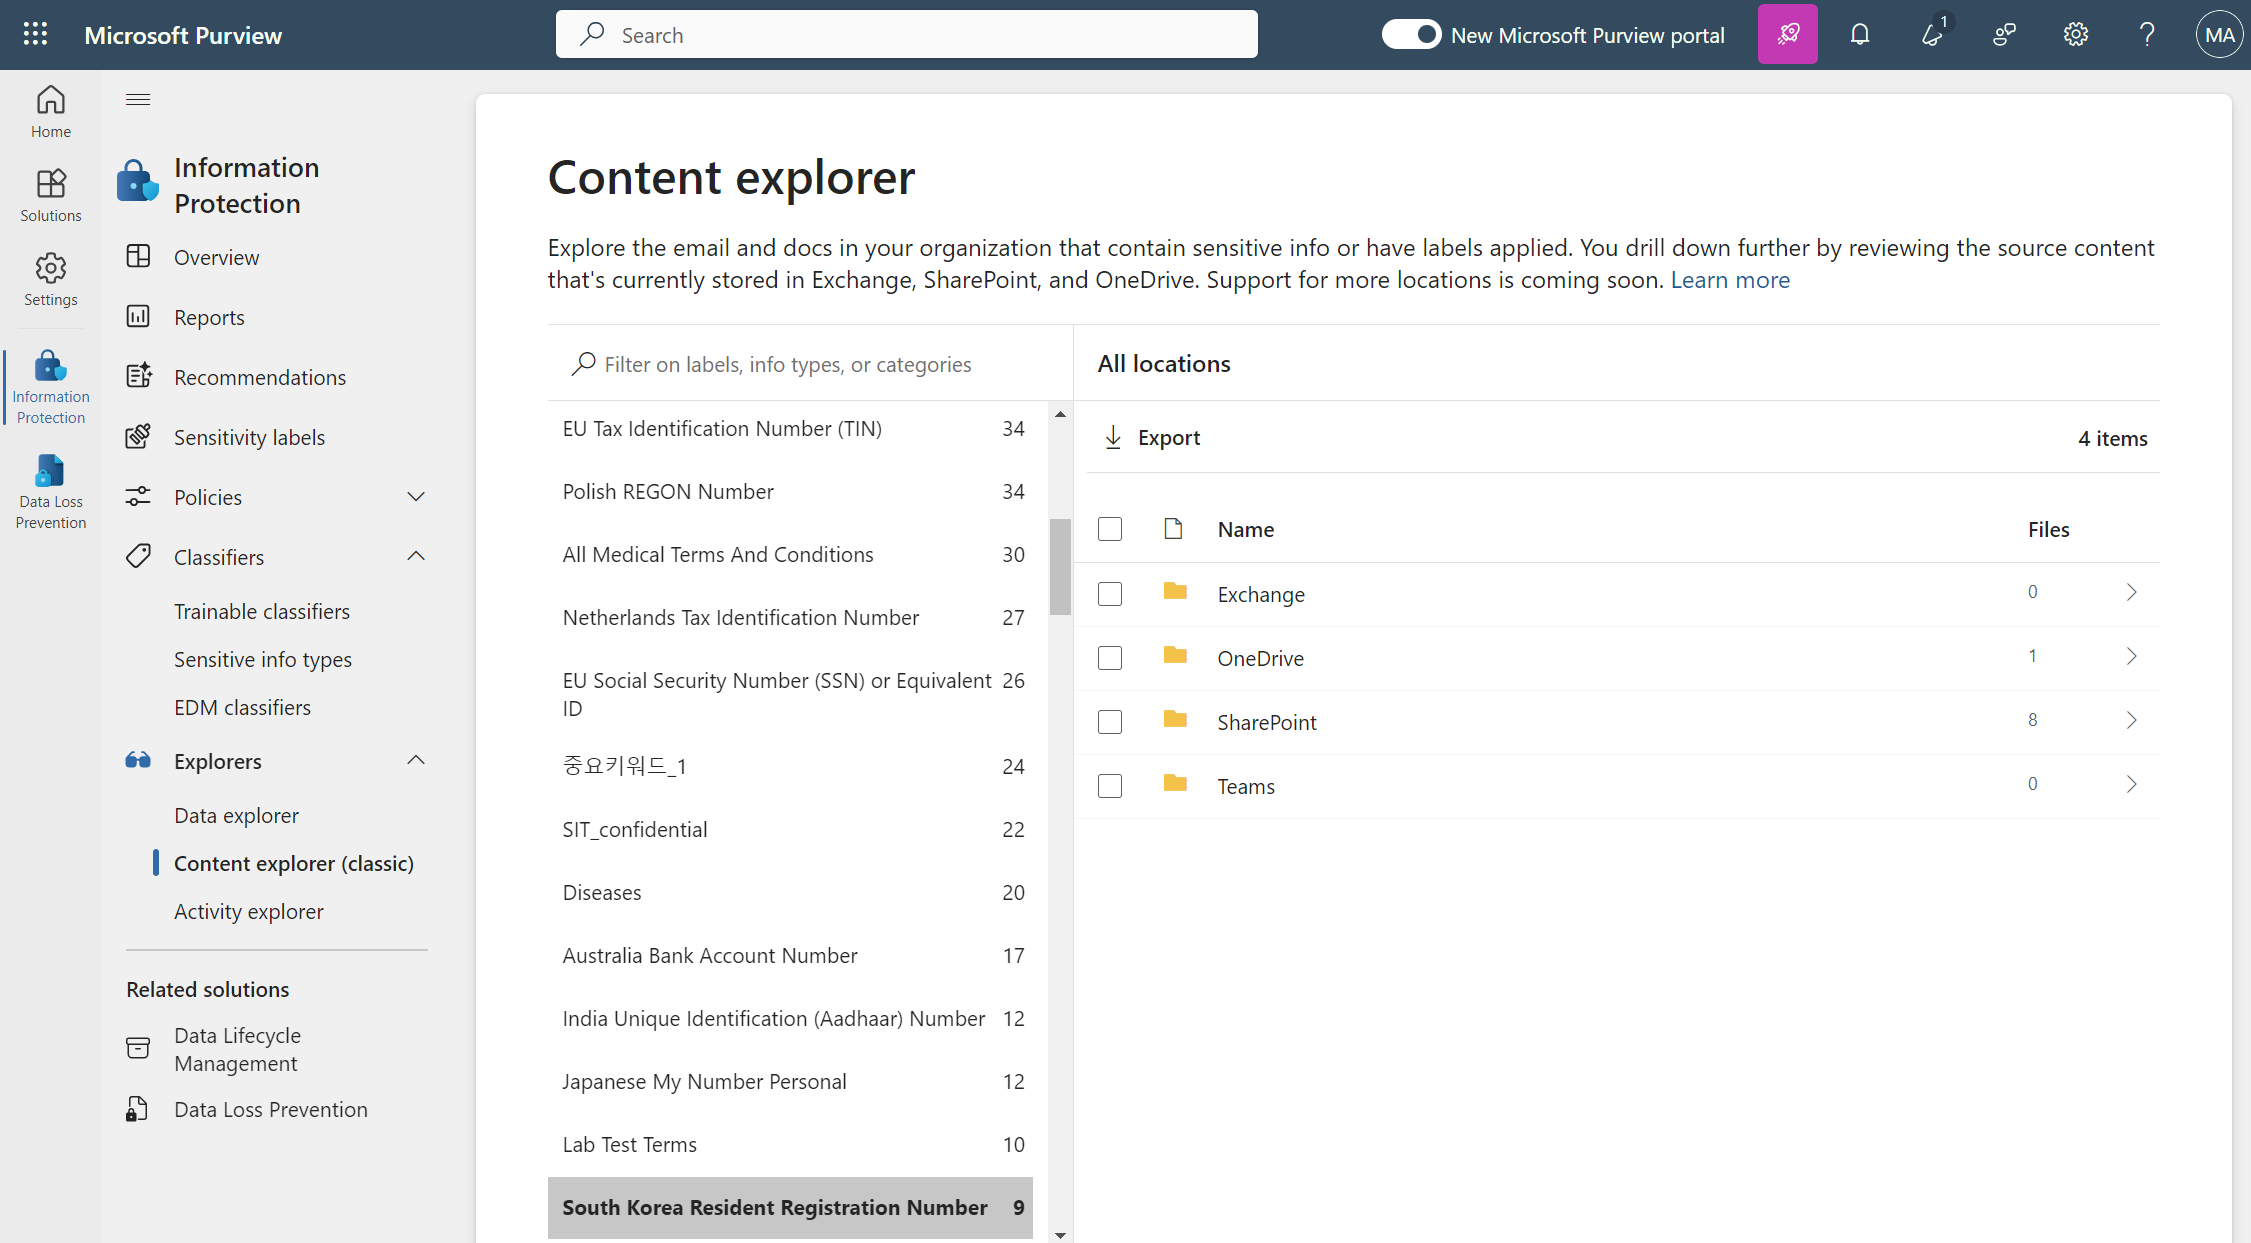 Microsoft Purview
Search
New Microsoft Purview portal
1
MA
Home
Solutions
Settings
Information
Protection
Data Loss
Prevention
Information
Protection
Overview
Reports
Recommendations
Sensitivity labels
Policies
Classifiers
Trainable classifiers
Sensitive info types
EDM classifiers
Explorers
Data explorer
Content explorer (classic)
Activity explorer
Related solutions
Data Lifecycle
Management
Data Loss Prevention
Content explorer
Explore the email and docs in your organization that contain sensitive info or have labels applied. You drill down further by reviewing the source content
that's currently stored in Exchange, SharePoint, and OneDrive. Support for more locations is coming soon. Learn more
Filter on labels, info types, or categories
EU Tax Identification Number (TIN) 34
Polish REGON Number 34
All Medical Terms And Conditions 30
Netherlands Tax Identification Number 27
EU Social Security Number (SSN) or Equivalent 26
ID
중요키워드_1 24
SIT_confidential 22
Diseases 20
Australia Bank Account Number 17
India Unique Identification (Aadhaar) Number 12
Japanese My Number Personal 12
Lab Test Terms 10
South Korea Resident Registration Number 9
All locations
Export 4 items
Name Files
Exchange 0
OneDrive 1
SharePoint 8
Teams 0